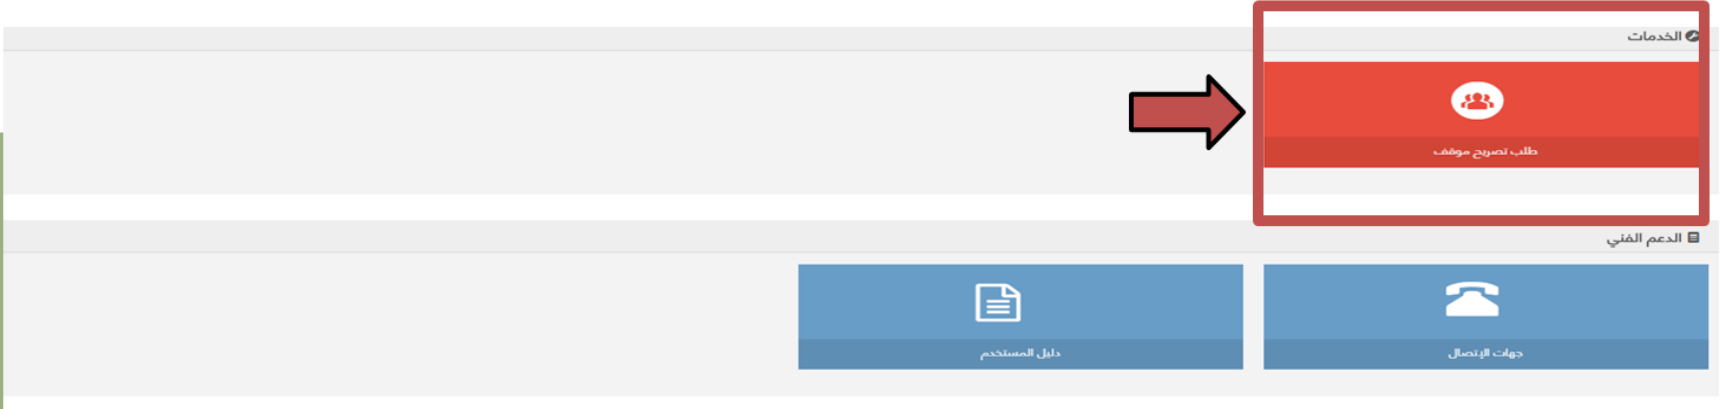 الخدمات
طلب تصريح موقف
الدعم الفني
جهات الإتصال
دليل المستخدم